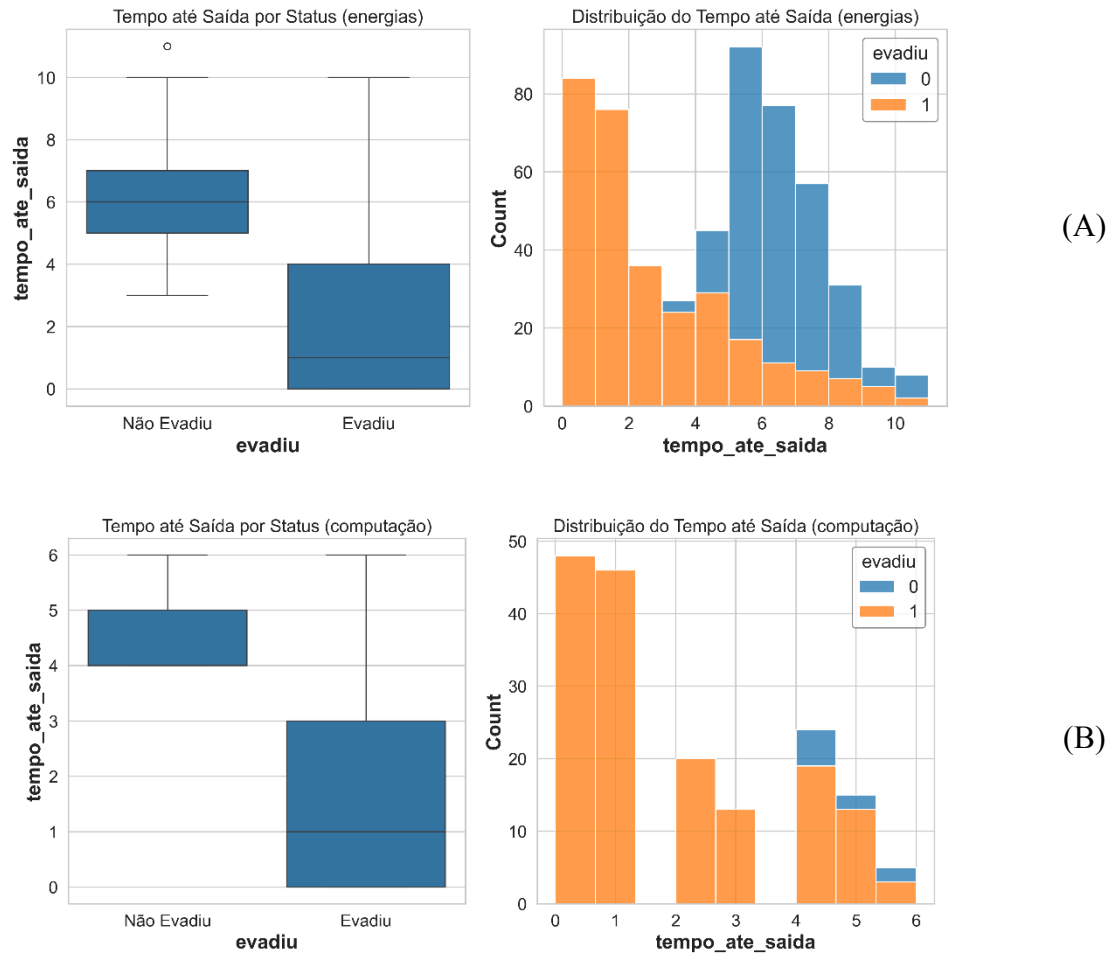 Tempo até Saída por Status (energias)
10
8
6
4
2
0
tempo_ate_saida
Não Evadiu
Evadiu
evadiu
Distribuição do Tempo até Saída (energias)
evadiu
0
1
80
60
40
20
0
Count
0
2
4
6
8
10
tempo_ate_saida
(A)
Tempo até Saída por Status (computação)
6
5
4
3
2
1
0
tempo_ate_saida
Não Evadiu
Evadiu
evadiu
Distribuição do Tempo até Saída (computação)
evadiu
0
1
50
40
30
20
10
0
Count
0
1
2
3
4
5
6
tempo_ate_saida
(B)